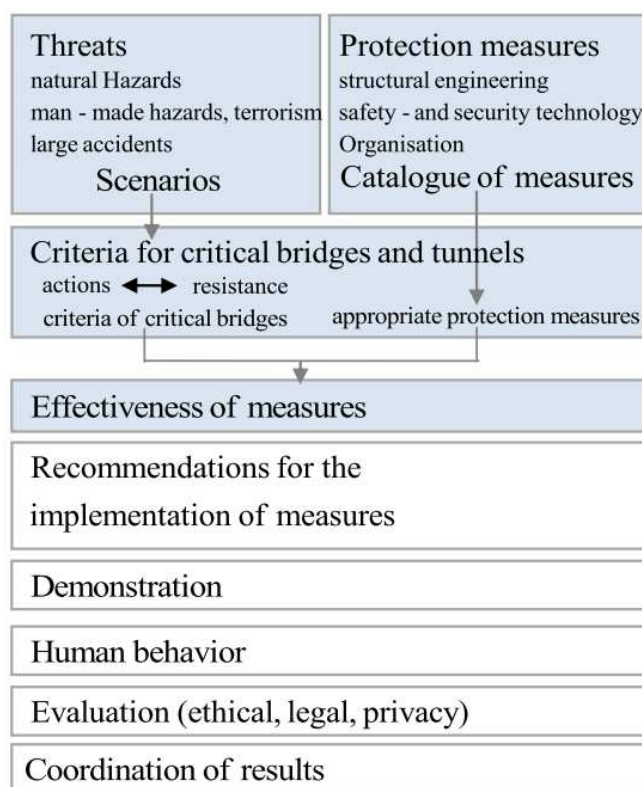 Threats
natural Hazards
man - made hazards, terrorism
large accidents
Scenarios
Protection measures
structural engineering
safety - and security technology
Organisation
Catalogue of measures
Criteria for critical bridges and tunnels
actions resistance
criteria of critical bridges
appropriate protection measures
Effectiveness of measures
Recommendations for the
implementation of measures
Demonstration
Human behavior
Evaluation (ethical, legal, privacy)
Coordination of results